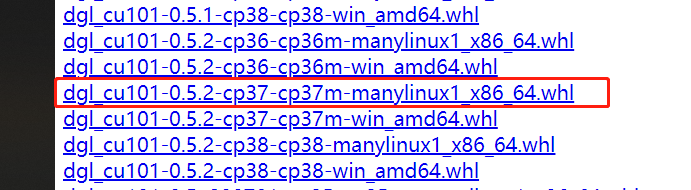 dgl_cu101-0.5.1-cp38-cp38-win_amd64.whl
dgl_cu101-0.5.2-cp36-cp36m-manylinux1_x86_64.whl
dgl_cu101-0.5.2-cp36-cp36m-win_amd64.whl
dgl_cu101-0.5.2-cp37-cp37m-manylinux1_x86_64.whl
dgl_cu101-0.5.2-cp37-cp37m-win_amd64.whl
dgl_cu101-0.5.2-cp38-cp38-manylinux1_x86_64.whl
dgl_cu101-0.5.2-cp38-cp38-win_amd64.whl